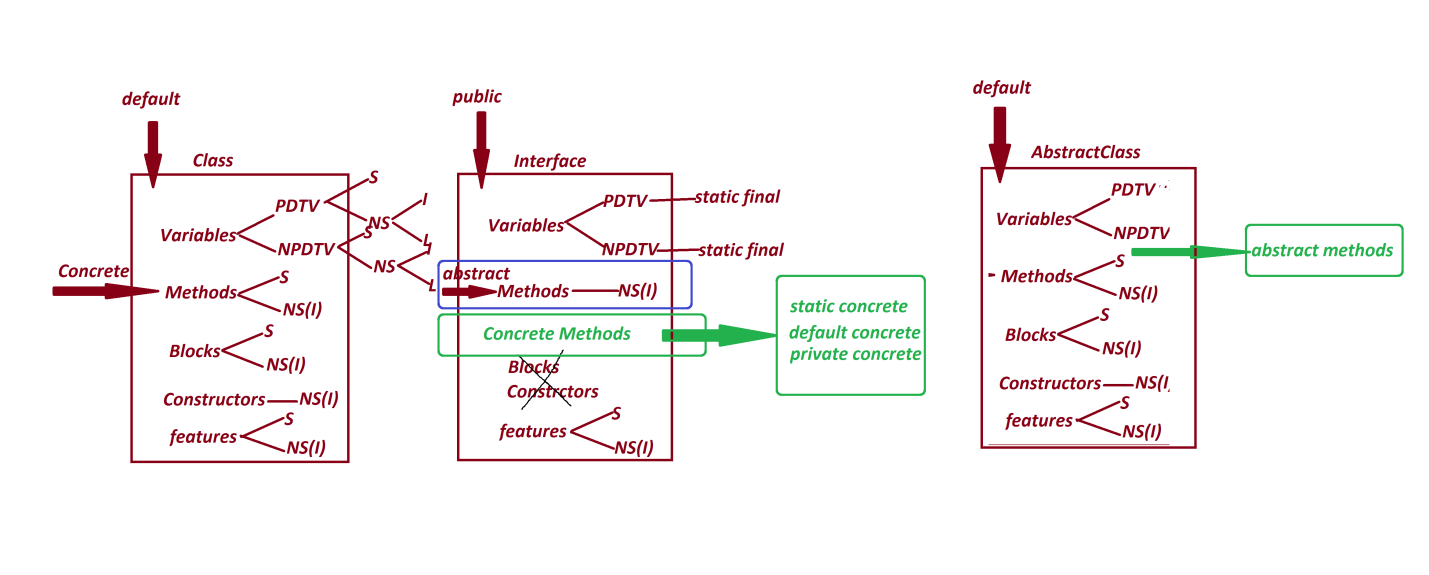 default
Class
S
PDTV
NS
I
L
Variables
NPDTV
S
NS
I
L
Concrete
Methods
S
NS(I)
Blocks
S
NS(I)
Constructors
NS(I)
features
S
NS(I)
public
Interface
Variables
PDTV
static final
NPDTV
static final
abstract
Methods
NS(I)
Concrete Methods
static concrete
default concrete
private concrete
Blocks
Constrctors
features
S
NS(I)
default
AbstractClass
Variables
PDTV
NPDTV
Methods
S
NS(I)
abstract methods
Blocks
S
NS(I)
Constructors
NS(I
features
S
NS(I)